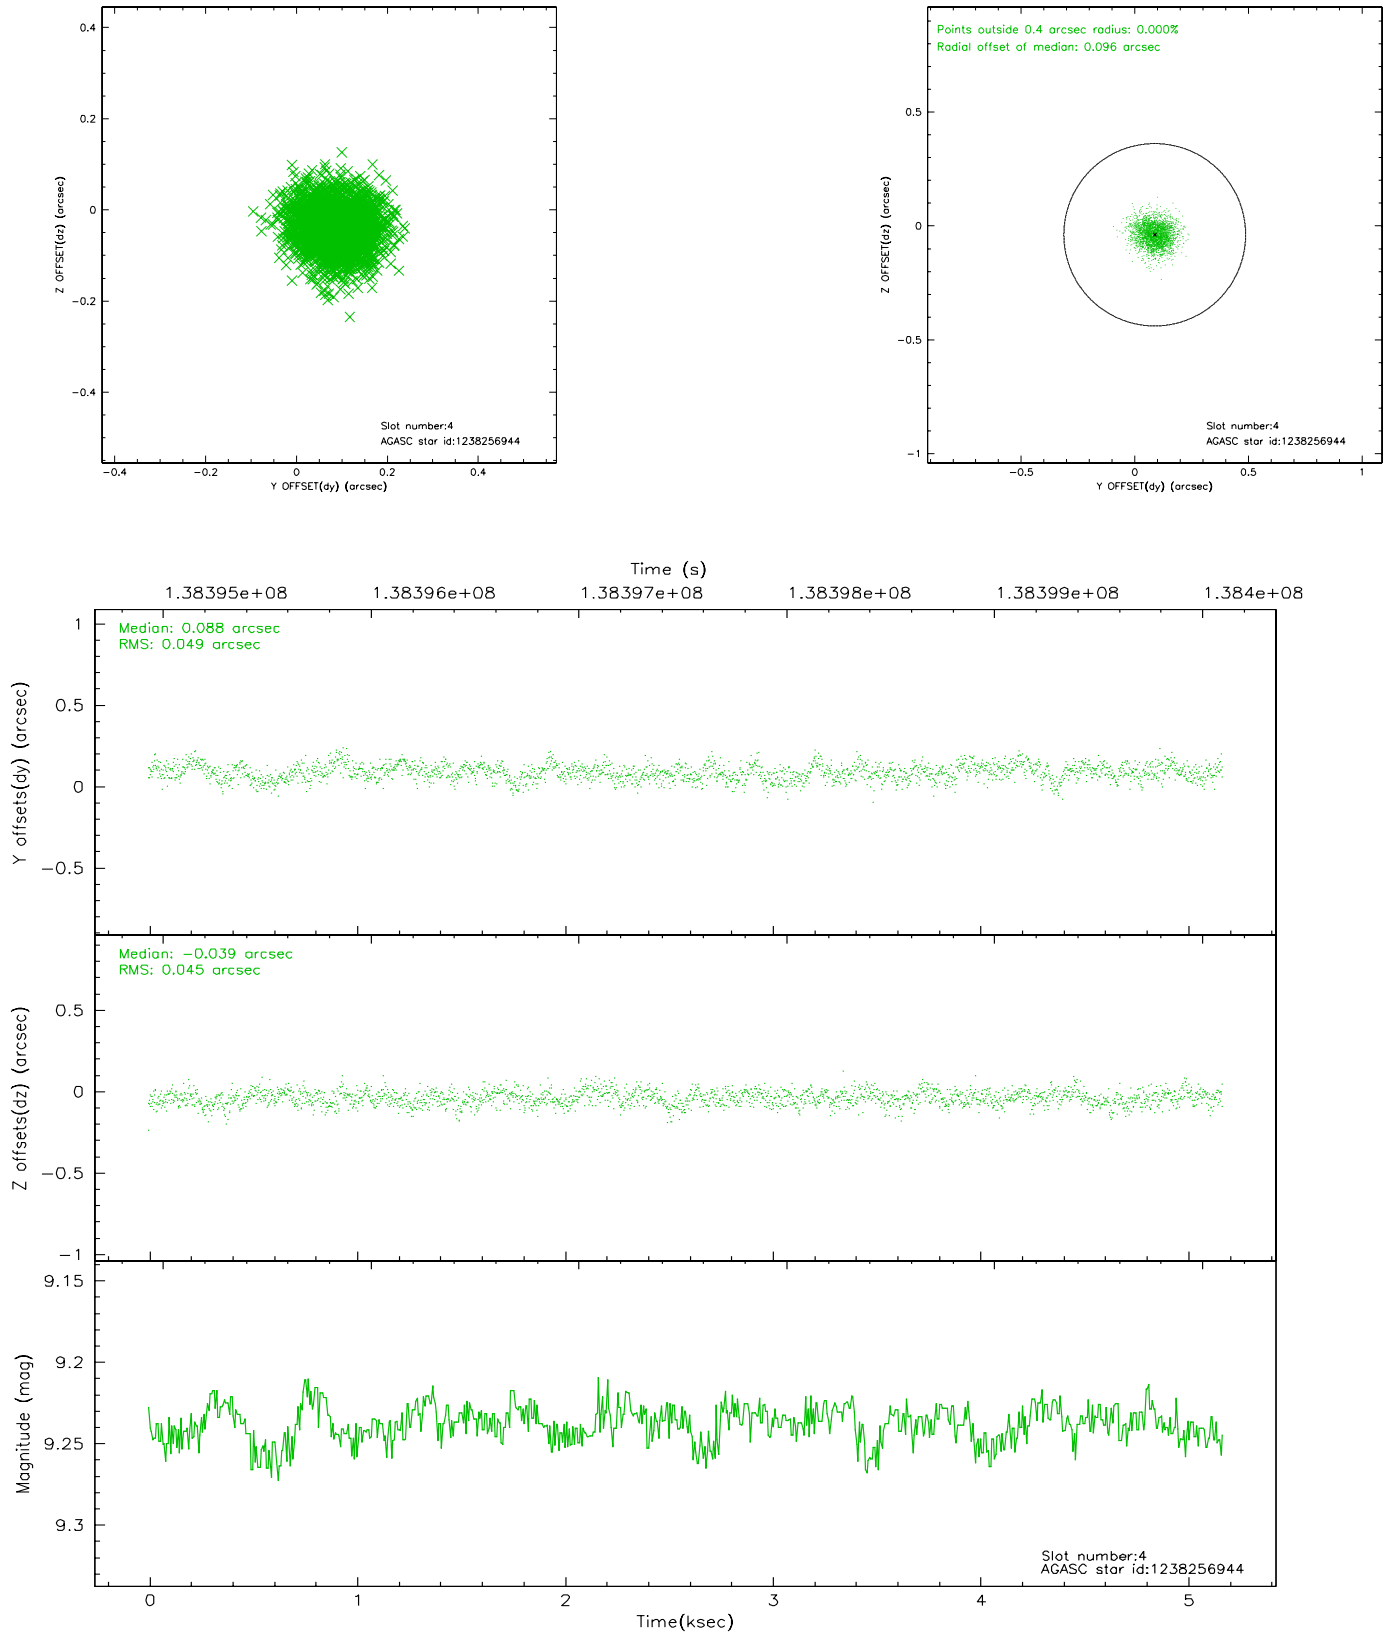 0.4
0.2
0
−0.2
−0.4
Z OFFSET(dz) (arcsec)
Slot number:4
AGASC star id:1238256944
−0.4 −0.2 0 0.2 0.4
Y OFFSET(dy) (arcsec)
Points outside 0.4 arcsec radius: 0.000%
Radial offset of median: 0.096 arcsec
0.5
0
−0.5
−1
Z OFFSET(dz) (arcsec)
Slot number:4
AGASC star id:1238256944
−0.5 0 0.5 1
Y OFFSET(dy) (arcsec)
Time (s)
1.38395e+08 1.38396e+08 1.38397e+08 1.38398e+08 1.38399e+08 1.384e+08
Median: 0.088 arcsec
RMS: 0.049 arcsec
1
0.5
0
−0.5
Y offsets(dy) (arcsec)
Median: −0.039 arcsec
RMS: 0.045 arcsec
0.5
0
−0.5
−1
Z offsets(dz) (arcsec)
9.15
9.2
9.25
9.3
Magnitude (mag)
Slot number:4
AGASC star id:1238256944
0 1 2 3 4 5
Time(ksec)